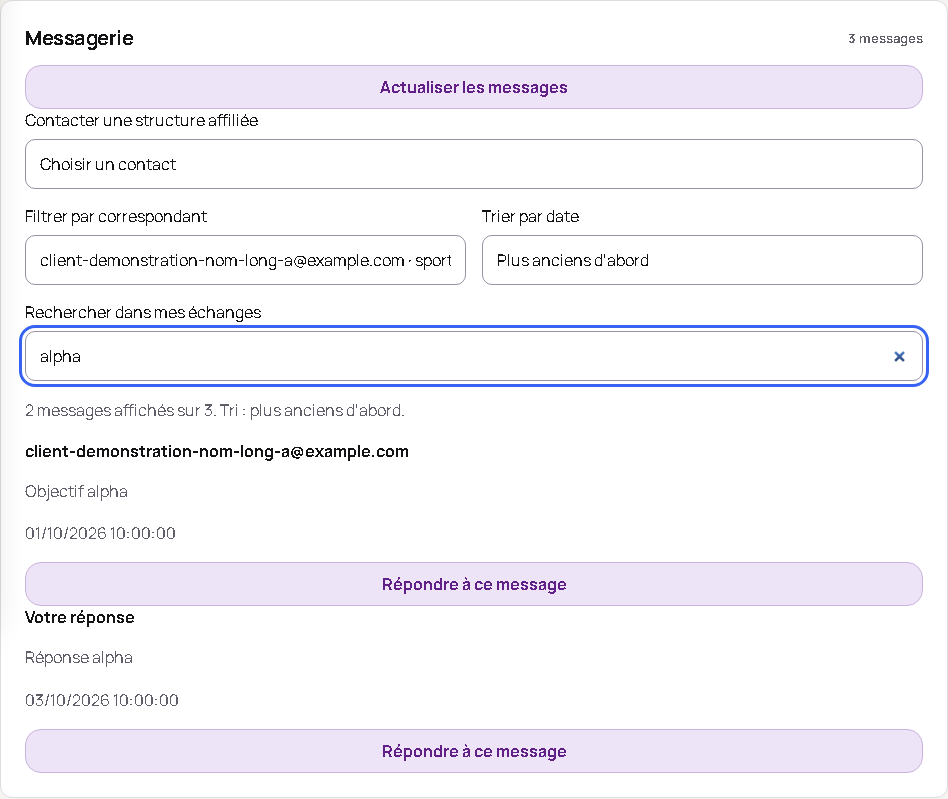 Messagerie
3 messages
Actualiser les messages
Contacter une structure affiliée
Choisir un contact
Filtrer par correspondant
Trier par date
client-demonstration-nom-long-a@example.com · sport
Plus anciens d'abord
Rechercher dans mes échanges
alpha
2 messages affichés sur 3. Tri : plus anciens d'abord.
client-demonstration-nom-long-a@example.com
Objectif alpha
01/10/2026 10:00:00
Répondre à ce message
Votre réponse
Réponse alpha
03/10/2026 10:00:00
Répondre à ce message